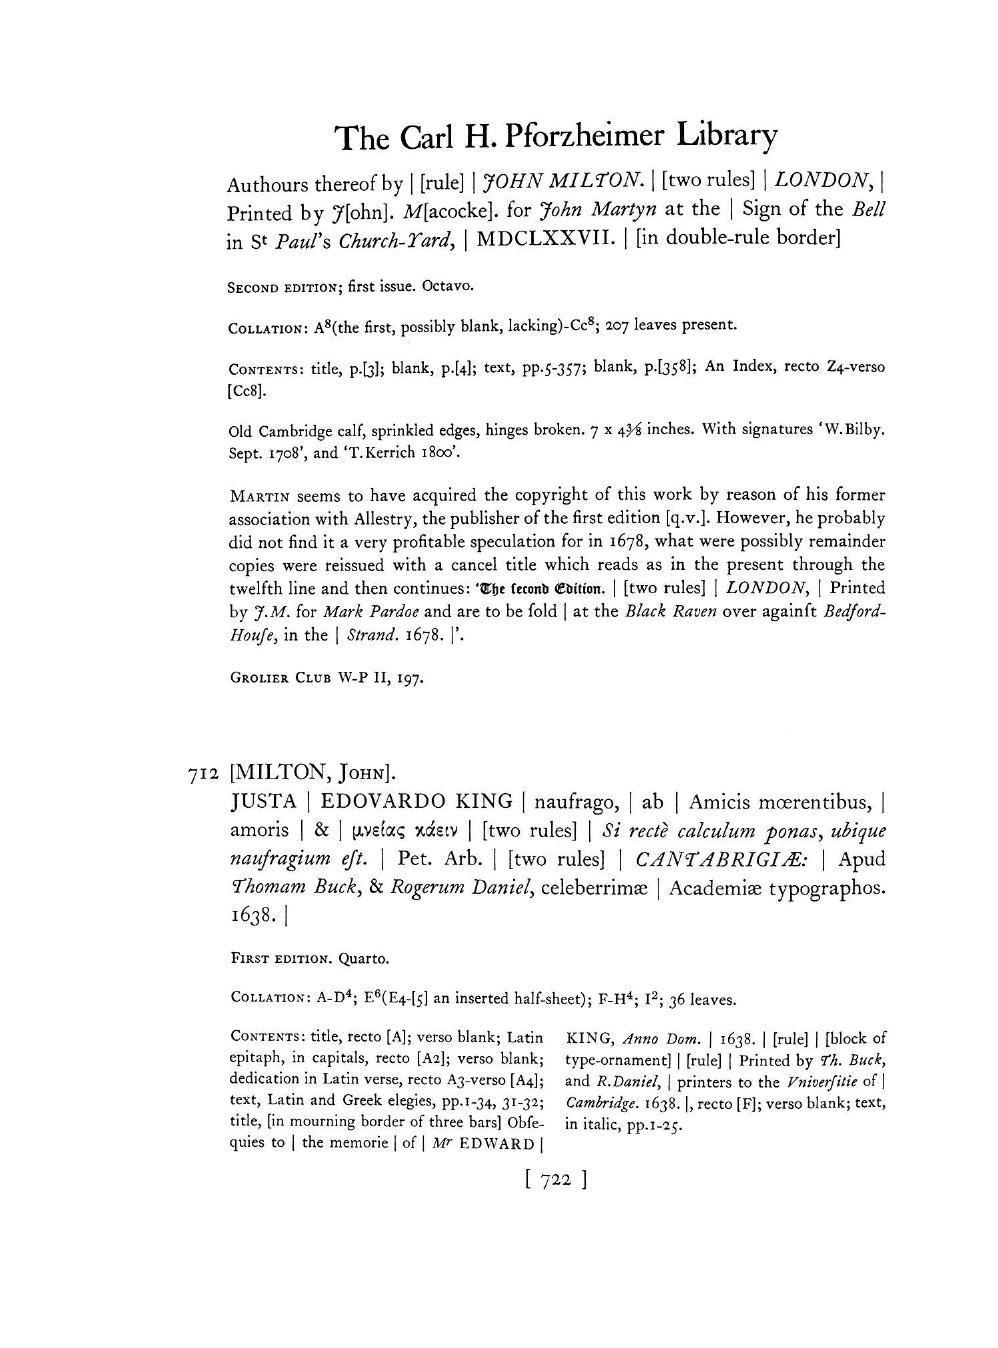 The Carl H. Pforzheimer Library
Authours thereof by | [rule] | JOHN MILTON. | [two rules] | LONDON, |
Printed by J[ohn]. M[acocke]. for John Martyn at the | Sign of the Bell
in St Paul's Church-Yard, | MDCLXXVII. | [in double-rule border]
SECOND EDITION; first issue. Octavo.
COLLATION: A⁸(the first, possibly blank, lacking)-Cc⁸; 207 leaves present.
CONTENTS: title, p.[3]; blank, p.[4]; text, pp.5-357; blank, p.[358]; An Index, recto Z4-verso
[Cc8].
Old Cambridge calf, sprinkled edges, hinges broken. 7 x 4⅜ inches. With signatures 'W.Bilby.
Sept. 1708', and 'T.Kerrich 1800'.
MARTIN seems to have acquired the copyright of this work by reason of his former
association with Allestry, the publisher of the first edition [q.v.]. However, he probably
did not find it a very profitable speculation for in 1678, what were possibly remainder
copies were reissued with a cancel title which reads as in the present through the
twelfth line and then continues: 'The ſecond Edition. | [two rules] | LONDON, | Printed
by J.M. for Mark Pardoe and are to be ſold | at the Black Raven over againſt Bedford-
Houſe, in the | Strand. 1678. |'.
GROLIER CLUB W-P II, 197.
712 [MILTON, JOHN].
JUSTA | EDOVARDO KING | naufrago, | ab | Amicis mœrentibus, |
amoris | & | μνείας χάειν | [two rules] | Si rectè calculum ponas, ubique
naufragium eſt. | Pet. Arb. | [two rules] | CANTABRIGIÆ: | Apud
Thomam Buck, & Rogerum Daniel, celeberrimæ | Academiæ typographos.
1638. |
FIRST EDITION. Quarto.
COLLATION: A-D⁴; E⁶(E4-[5] an inserted half-sheet); F-H⁴; I²; 36 leaves.
CONTENTS: title, recto [A]; verso blank; Latin
epitaph, in capitals, recto [A2]; verso blank;
dedication in Latin verse, recto A3-verso [A4];
text, Latin and Greek elegies, pp.1-34, 31-32;
title, [in mourning border of three bars] Obſe-
quies to | the memorie | of | Mr EDWARD |
KING, Anno Dom. | 1638. | [rule] | [block of
type-ornament] | [rule] | Printed by Th. Buck,
and R.Daniel, | printers to the Vniverſitie of |
Cambridge. 1638. |, recto [F]; verso blank; text,
in italic, pp.1-25.
[ 722 ]